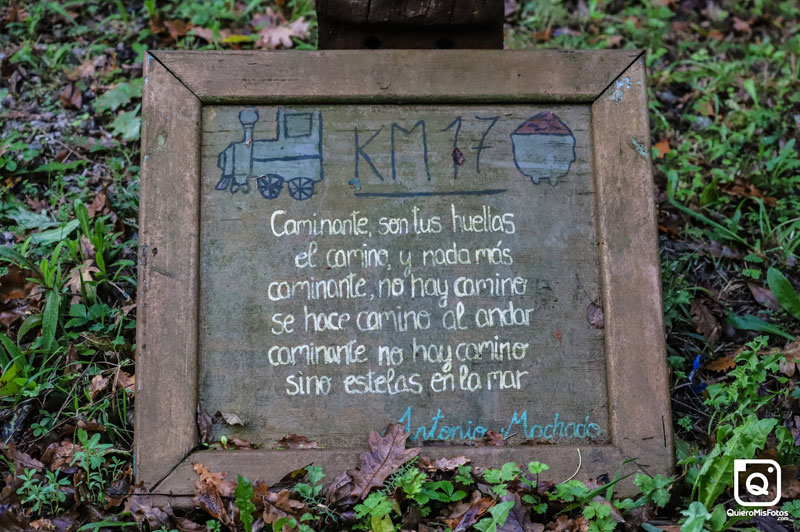 KM 17
Caminante, son tus huellas
el camino, y nada más
caminante, no hay camino
se hace camino al andar
caminante no hay camino
sino estelas en la mar
Antonio Machado
QuieroMisFotos
.com